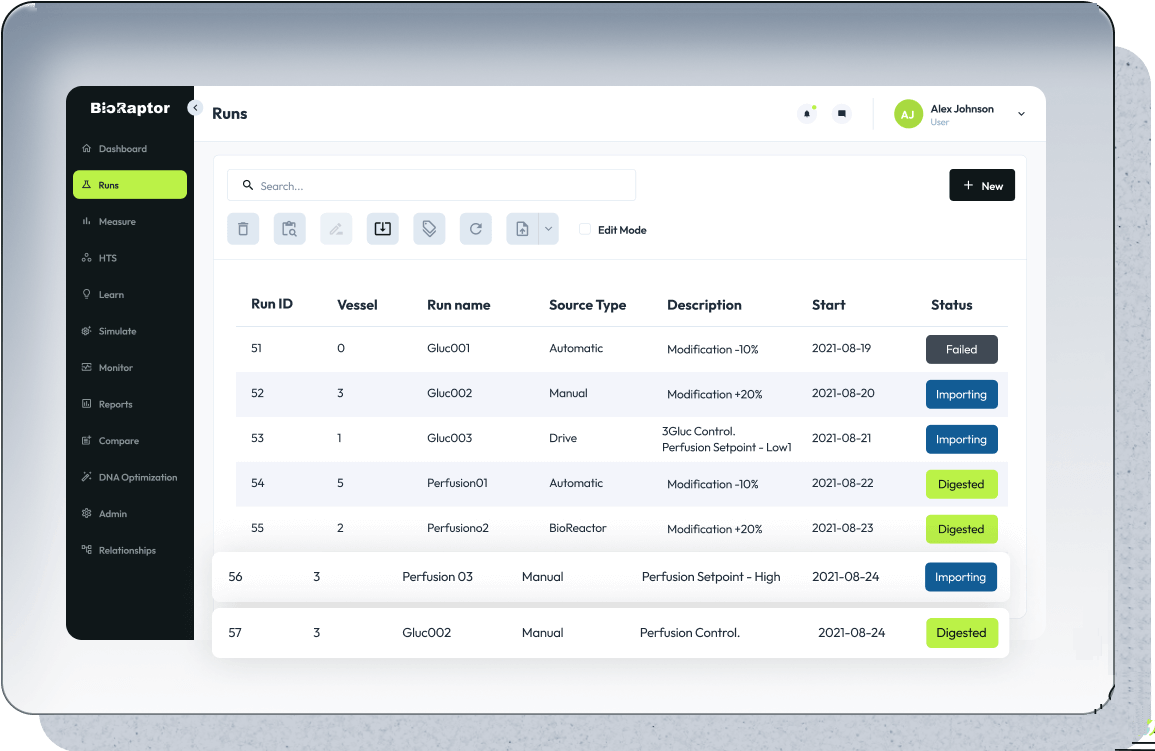 BioRaptor
Runs
AJ
Alex Johnson
User
Dashboard
Runs
Measure
HTS
Learn
Simulate
Monitor
Reports
Compare
DNA Optimization
Admin
Relationships
Search...
+ New
Edit Mode
Run ID Vessel Run name Source Type Description Start Status
51 0 Gluc001 Automatic Modification -10% 2021-08-19 Failed
52 3 Gluc002 Manual Modification +20% 2021-08-20 Importing
53 1 Gluc003 Drive 3Gluc Control. 2021-08-21 Importing
Perfusion Setpoint - Low1
54 5 Perfusion01 Automatic Modification -10% 2021-08-22 Digested
55 2 Perfusiono2 BioReactor Modification +20% 2021-08-23 Digested
56 3 Perfusion 03 Manual Perfusion Setpoint - High 2021-08-24 Importing
57 3 Gluc002 Manual Perfusion Control. 2021-08-24 Digested